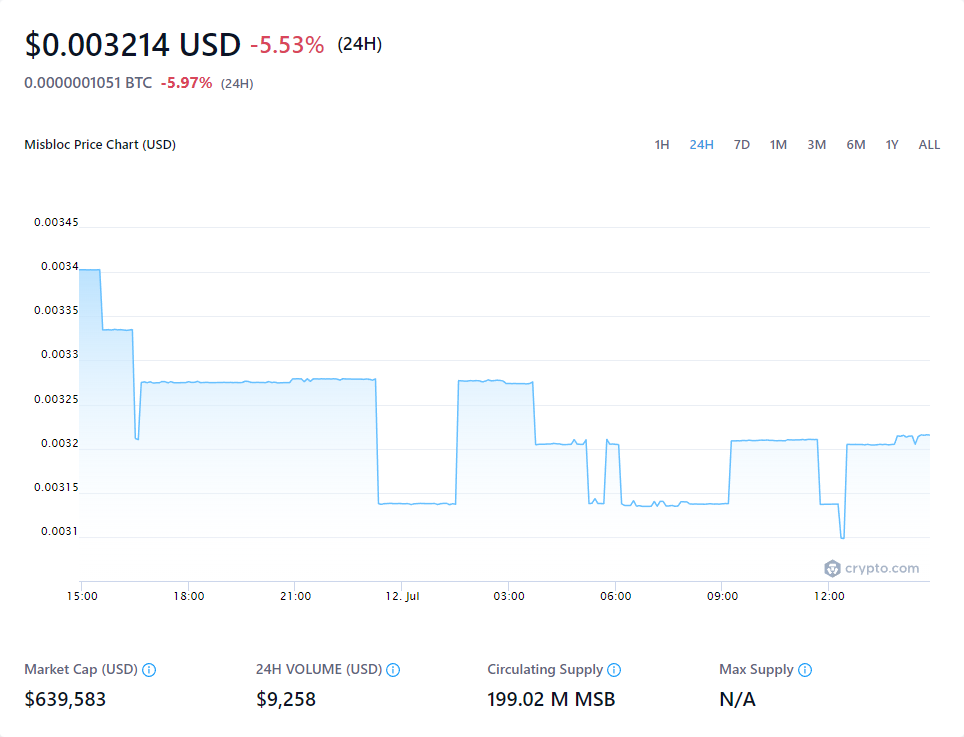 $0.003214 USD -5.53% (24H)
0.0000001051 BTC -5.97% (24H)
Misbloc Price Chart (USD) 1H 24H 7D 1M 3M 6M 1Y ALL
0.00345
0.0034
0.00335
0.0033
0.00325
0.0032
0.00315
0.0031
crypto.com
15:00 18:00 21:00 12. Jul 03:00 06:00 09:00 12:00
Market Cap (USD) 24H VOLUME (USD) Circulating Supply Max Supply
$639,583 $9,258 199.02 M MSB N/A